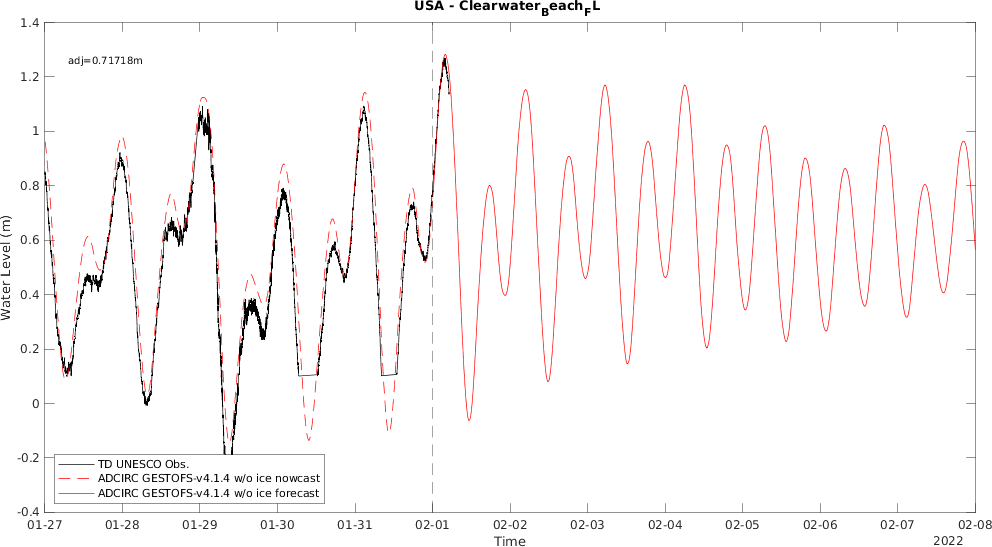 USA - ClearwaterBeachFL
adj=0.71718m
1.4
1.2
1
0.8
0.6
0.4
0.2
0
-0.2
-0.4
Water Level (m)
TD UNESCO Obs.
ADCIRC GESTOFS-v4.1.4 w/o ice nowcast
ADCIRC GESTOFS-v4.1.4 w/o ice forecast
01-27 01-28 01-29 01-30 01-31 02-01 02-02 02-03 02-04 02-05 02-06 02-07 02-08
Time
2022